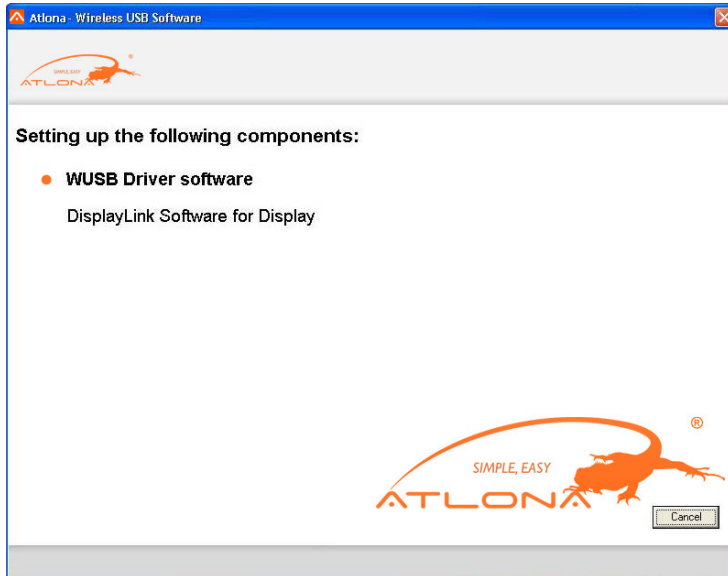 Atlona - Wireless USB Software
®
SIMPLE, EASY
ATLONA
Setting up the following components:
WUSB Driver software
DisplayLink Software for Display
®
SIMPLE, EASY
ATLONA
Cancel